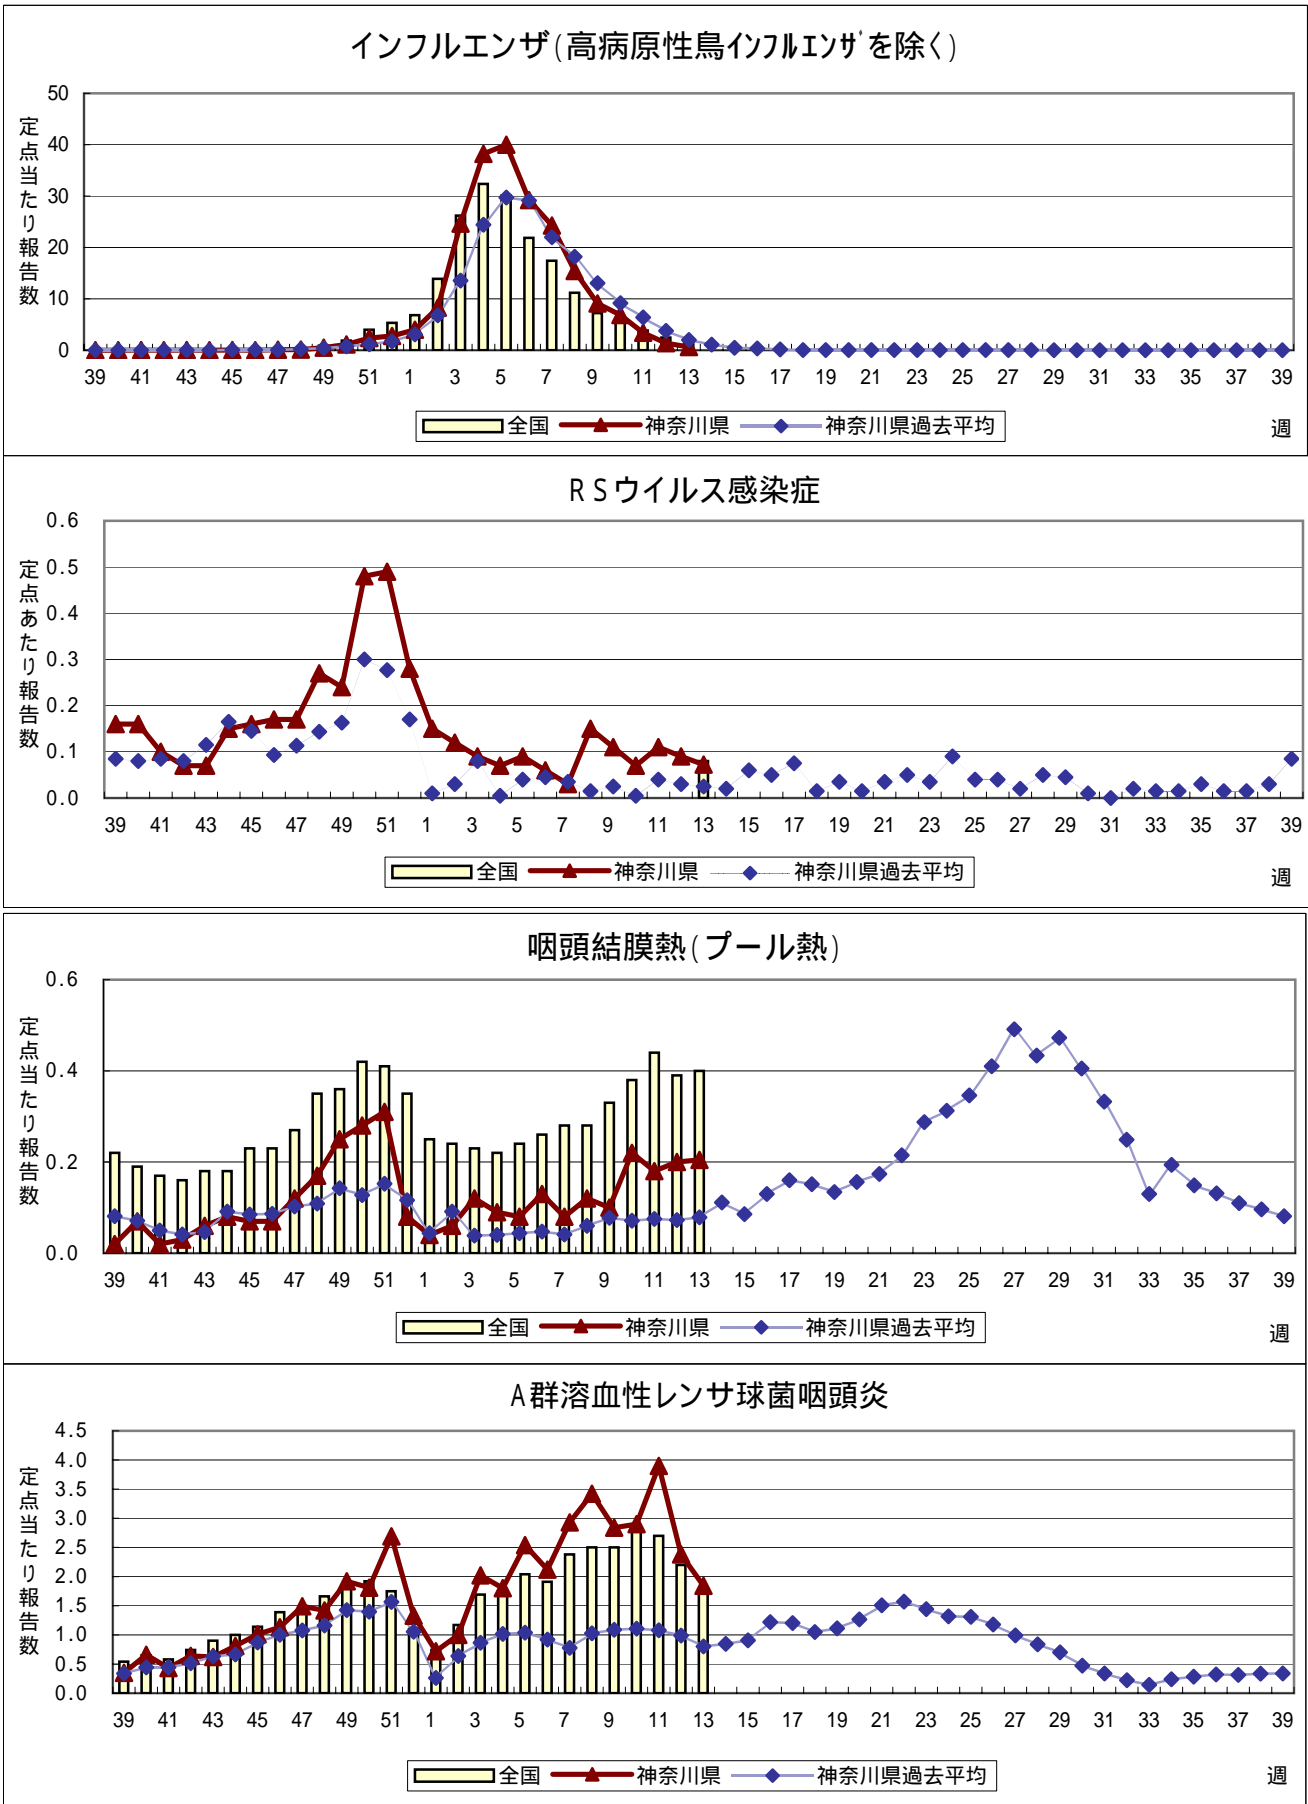 インフルエンザ(高病原性鳥ｲﾝﾌﾙｴﾝｻﾞを除く)
定点当たり報告数
50
40
30
20
10
0
39 41 43 45 47 49 51 1 3 5 7 9 11 13 15 17 19 21 23 25 27 29 31 33 35 37 39
全国 神奈川県 神奈川県過去平均
週
RSウイルス感染症
定点あたり報告数
0.6
0.5
0.4
0.3
0.2
0.1
0.0
39 41 43 45 47 49 51 1 3 5 7 9 11 13 15 17 19 21 23 25 27 29 31 33 35 37 39
全国 神奈川県 神奈川県過去平均
週
咽頭結膜熱(プール熱)
定点当たり報告数
0.6
0.4
0.2
0.0
39 41 43 45 47 49 51 1 3 5 7 9 11 13 15 17 19 21 23 25 27 29 31 33 35 37 39
全国 神奈川県 神奈川県過去平均
週
A群溶血性レンサ球菌咽頭炎
定点当たり報告数
4.5
4.0
3.5
3.0
2.5
2.0
1.5
1.0
0.5
0.0
39 41 43 45 47 49 51 1 3 5 7 9 11 13 15 17 19 21 23 25 27 29 31 33 35 37 39
全国 神奈川県 神奈川県過去平均
週